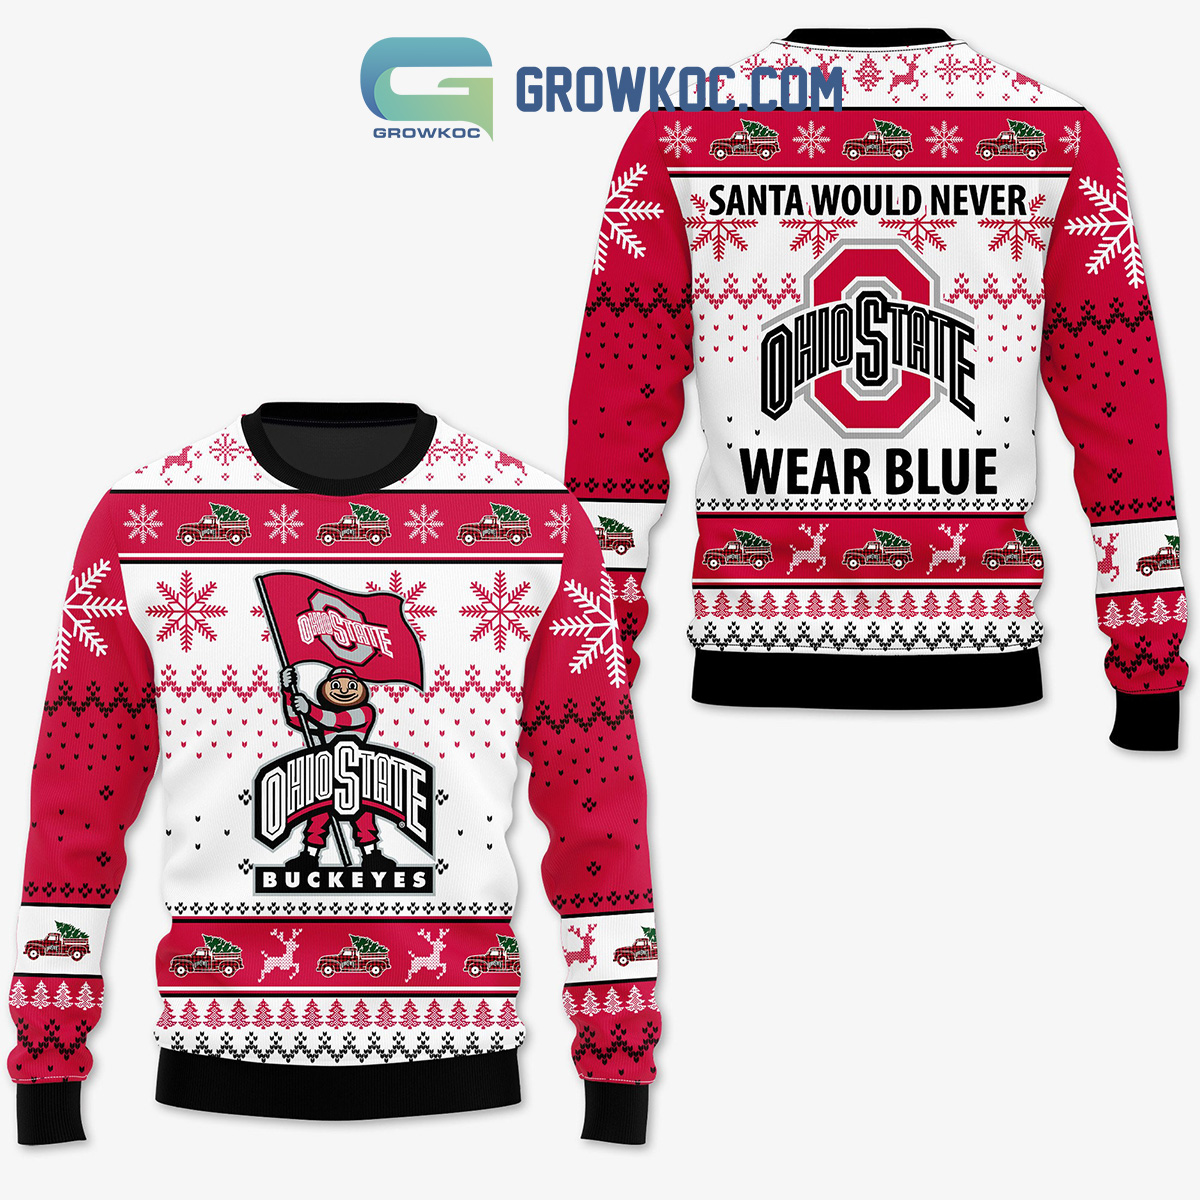 GROWKOC
GROWKOC.COM
SANTA WOULD NEVER
OHIO STATE
WEAR BLUE
OHIO STATE
OHIO STATE
®
BUCKEYES